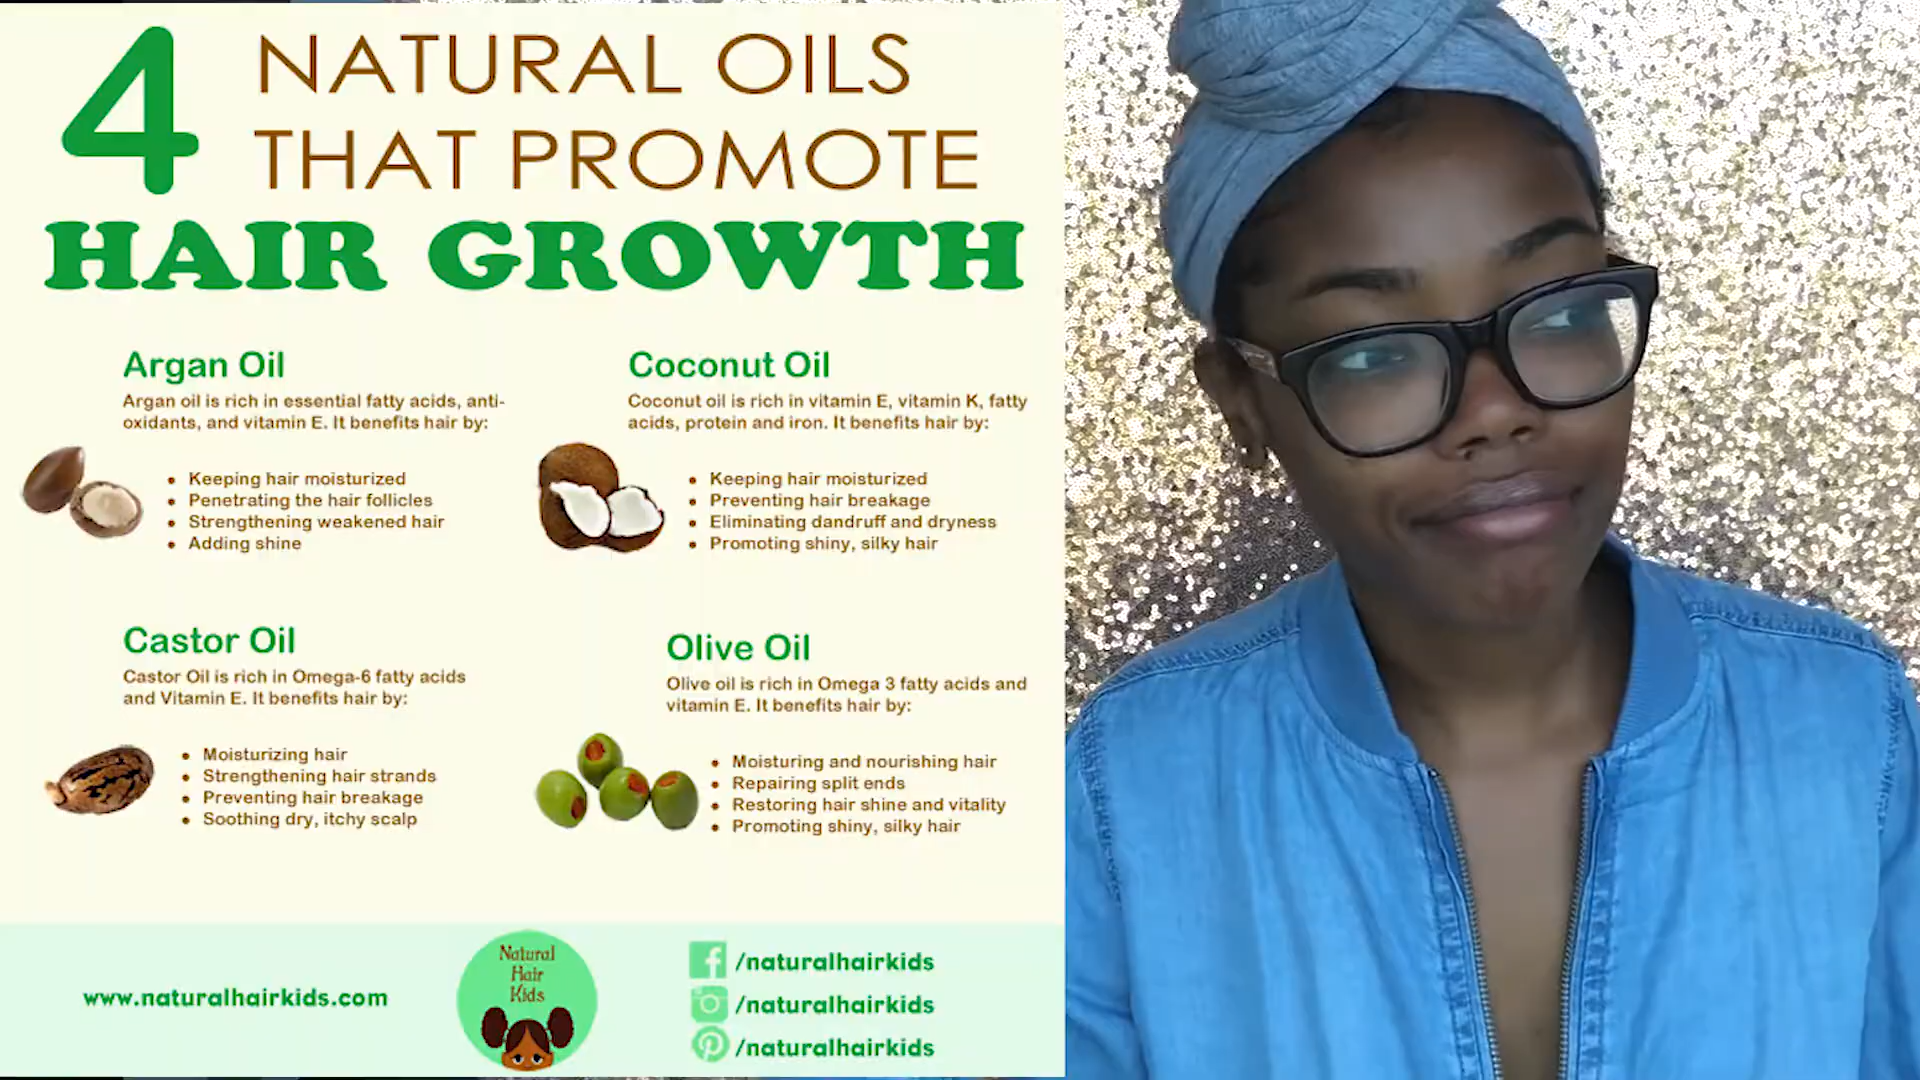 4 NATURAL OILS
THAT PROMOTE
HAIR GROWTH
Argan Oil
Argan oil is rich in essential fatty acids, anti-
oxidants, and vitamin E. It benefits hair by:
• Keeping hair moisturized
• Penetrating the hair follicles
• Strengthening weakened hair
• Adding shine
Coconut Oil
Coconut oil is rich in vitamin E, vitamin K, fatty
acids, protein and iron. It benefits hair by:
• Keeping hair moisturized
• Preventing hair breakage
• Eliminating dandruff and dryness
• Promoting shiny, silky hair
Castor Oil
Castor Oil is rich in Omega-6 fatty acids
and Vitamin E. It benefits hair by:
• Moisturizing hair
• Strengthening hair strands
• Preventing hair breakage
• Soothing dry, itchy scalp
Olive Oil
Olive oil is rich in Omega 3 fatty acids and
vitamin E. It benefits hair by:
• Moisturing and nourishing hair
• Repairing split ends
• Restoring hair shine and vitality
• Promoting shiny, silky hair
www.naturalhairkids.com
Natural
Hair
Kids
/naturalhairkids
/naturalhairkids
/naturalhairkids